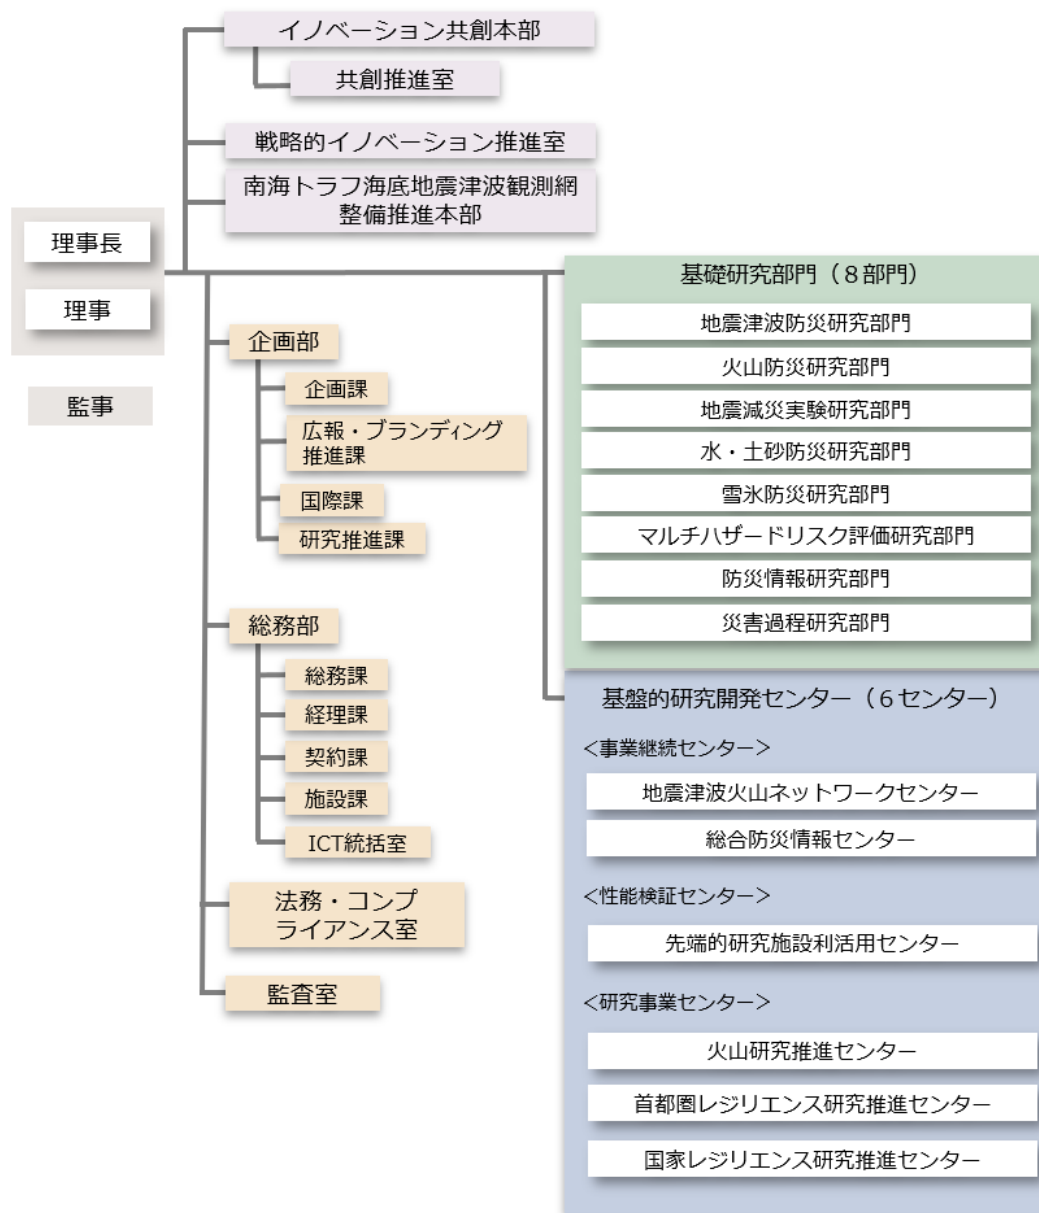 イノベーション共創本部
共創推進室
戦略的イノベーション推進室
南海トラフ海底地震津波観測網
整備推進本部
理事長
理事
監事
企画部
企画課
広報・ブランディング
推進課
国際課
研究推進課
総務部
総務課
経理課
契約課
施設課
ICT統括室
法務・コンプ
ライアンス室
監査室
基礎研究部門（８部門）
地震津波防災研究部門
火山防災研究部門
地震減災実験研究部門
水・土砂防災研究部門
雪氷防災研究部門
マルチハザードリスク評価研究部門
防災情報研究部門
災害過程研究部門
基盤的研究開発センター（６センター）
＜事業継続センター＞
地震津波火山ネットワークセンター
総合防災情報センター
＜性能検証センター＞
先端的研究施設利活用センター
＜研究事業センター＞
火山研究推進センター
首都圏レジリエンス研究推進センター
国家レジリエンス研究推進センター